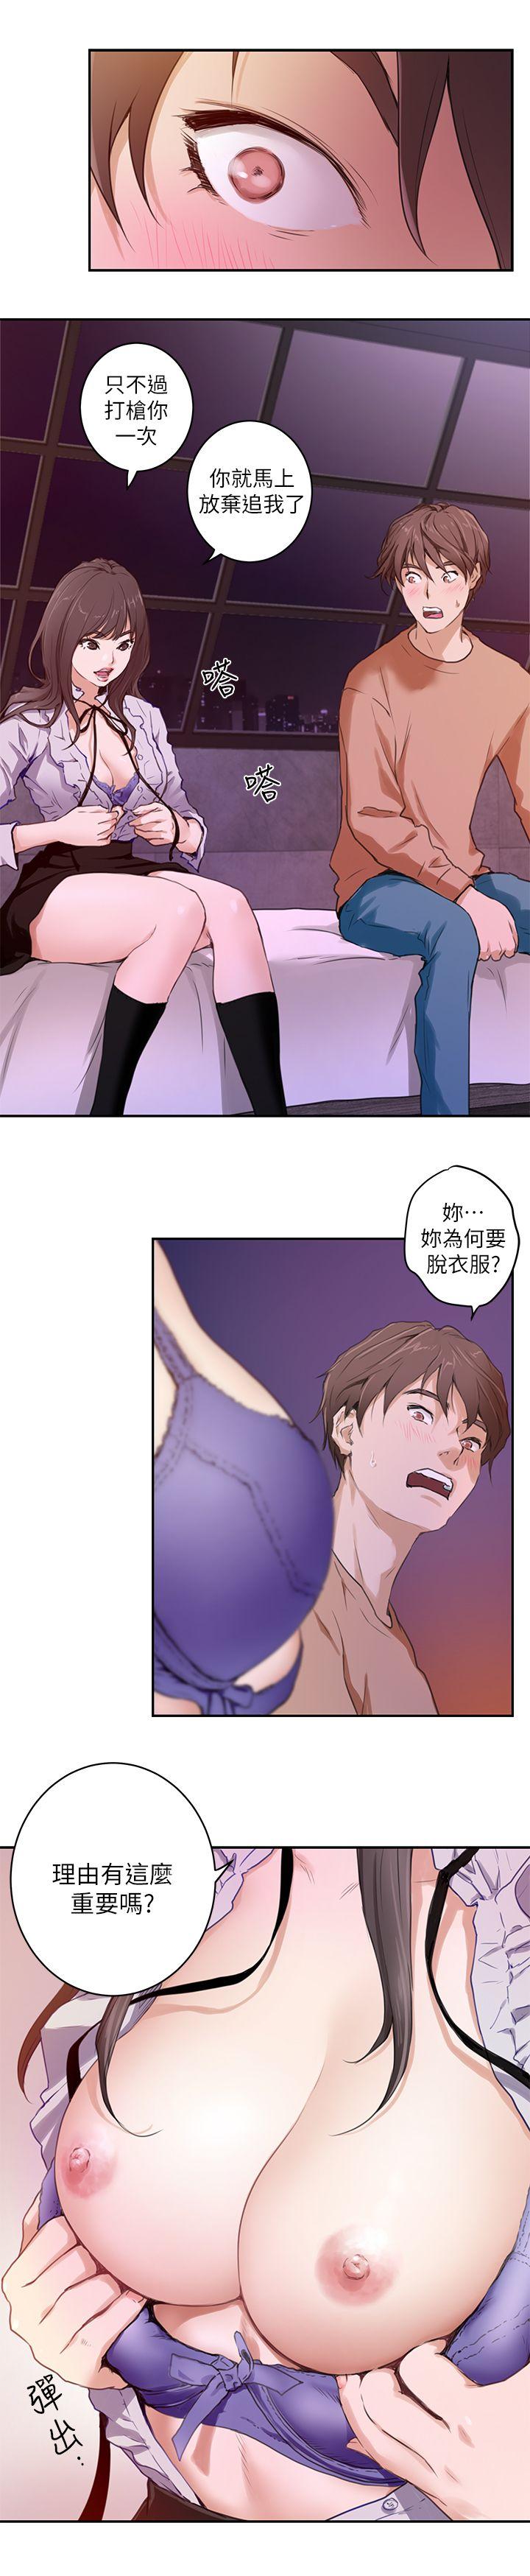 只不過
打槍你
一次
你就馬上
放棄追我了
嗒
嗒
妳…
妳為何要
脫衣服?
理由有這麼
重要嗎?
彈
出: